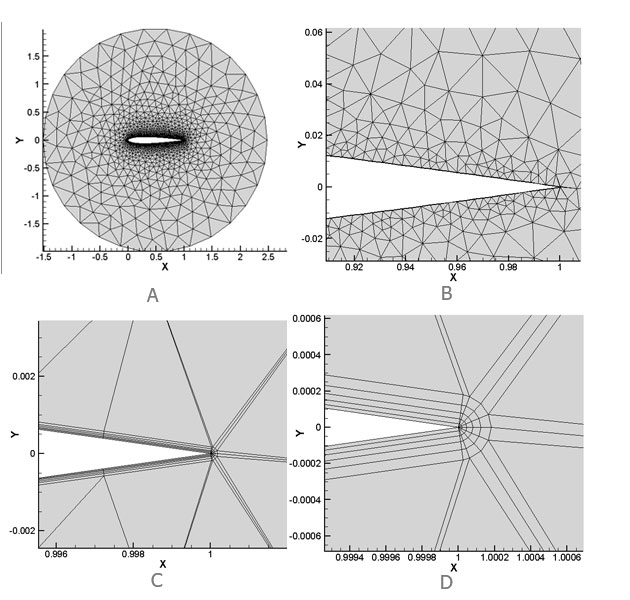 1.5
1
0.5
0
-0.5
-1
-1.5
Y
-1.5 -1 -0.5 0 0.5 1 1.5 2 2.5
X
A
0.06
0.04
0.02
0
-0.02
Y
0.92 0.94 0.96 0.98 1
X
B
0.002
0
-0.002
Y
0.996 0.998 1
X
C
0.0006
0.0004
0.0002
0
-0.0002
-0.0004
-0.0006
Y
0.9994 0.9996 0.9998 1 1.0002 1.0004 1.0006
X
D